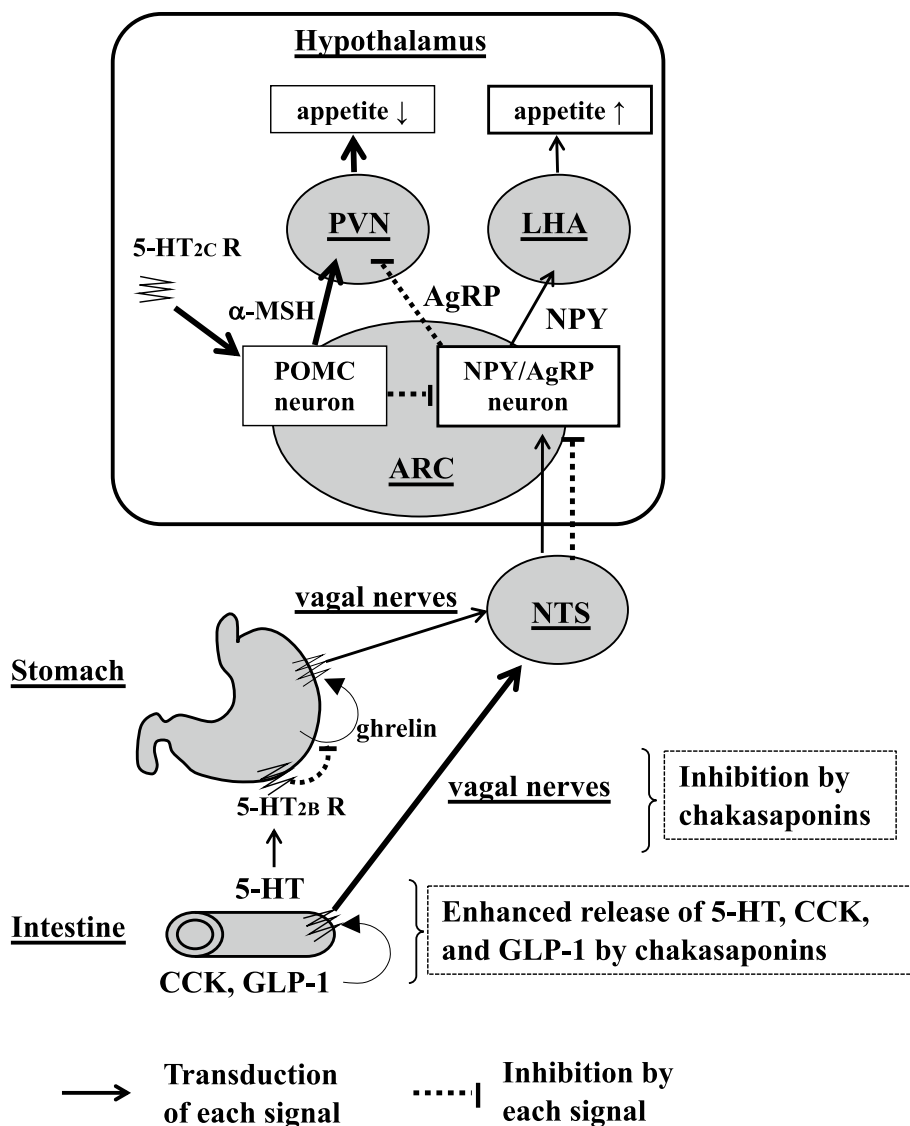 Hypothalamus
appetite ↓
appetite ↑
PVN
LHA
5-HT2C R
α-MSH
AgRP
NPY
POMC
neuron
NPY/AgRP
neuron
ARC
vagal nerves
NTS
Stomach
ghrelin
5-HT2B R
vagal nerves
Inhibition by
chakasaponins
5-HT
Intestine
Enhanced release of 5-HT, CCK,
and GLP-1 by chakasaponins
CCK, GLP-1
Transduction
of each signal
Inhibition by
each signal